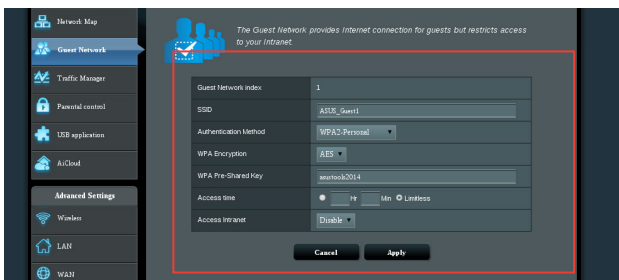 Network Map
Guest Network
Traffic Manager
Parental control
USB application
AiCloud
Advanced Settings
Wireless
LAN
WAN
The Guest Network provides Internet connection for guests but restricts access
to your Intranet.
Guest Network index 1
SSID ASUS_Guest1
Authentication Method WPA2-Personal
WPA Encryption AES
WPA Pre-Shared Key asustools2014
Access time Hr Min Limitless
Access Intranet Disable
Cancel Apply